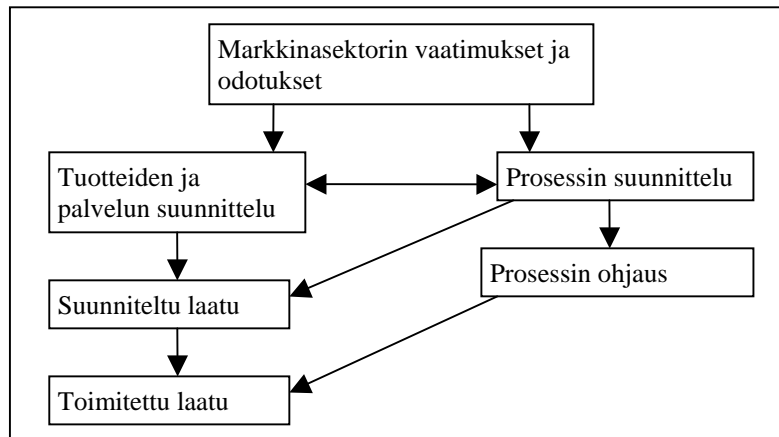 Markkinasektorin vaatimukset ja
odotukset
Tuotteiden ja
palvelun suunnittelu
Prosessin suunnittelu
Prosessin ohjaus
Suunniteltu laatu
Toimitettu laatu